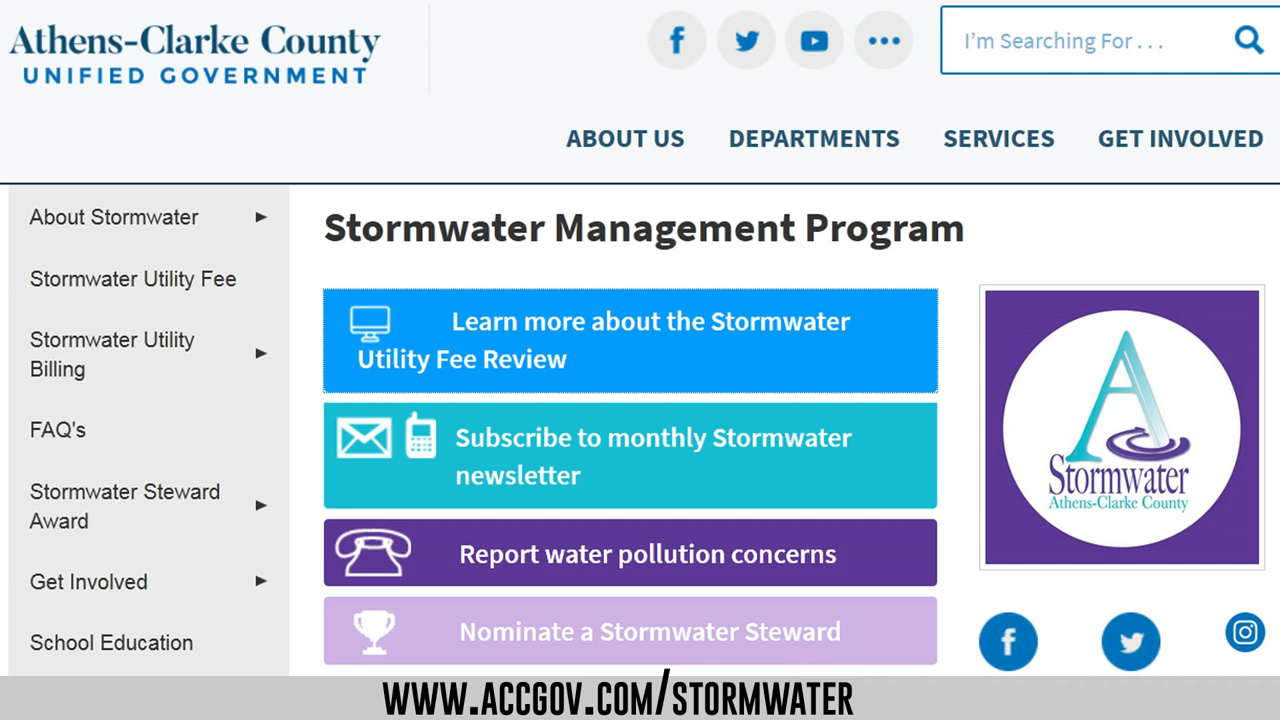 Athens-Clarke County
UNIFIED GOVERNMENT
I'm Searching For . . .
ABOUT US DEPARTMENTS SERVICES GET INVOLVED
About Stormwater
Stormwater Utility Fee
Stormwater Utility
Billing
FAQ's
Stormwater Steward
Award
Get Involved
School Education
Stormwater Management Program
Learn more about the Stormwater
Utility Fee Review
Subscribe to monthly Stormwater
newsletter
Report water pollution concerns
Nominate a Stormwater Steward
A
Stormwater
Athens-Clarke County
WWW.ACCGOV.COM/STORMWATER